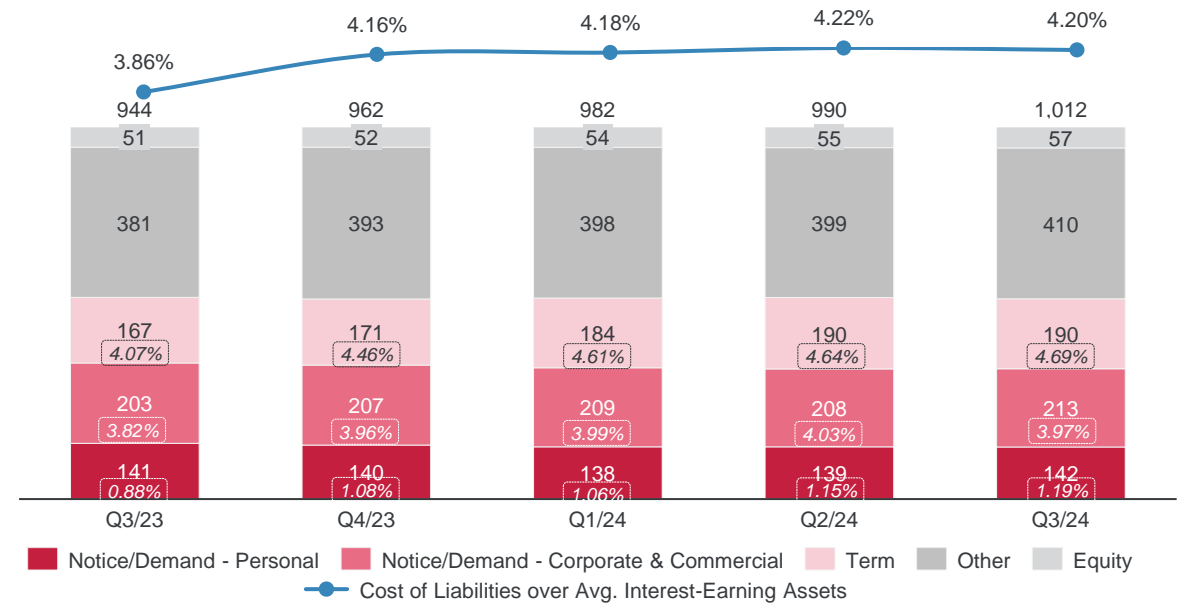 3.86% 4.16% 4.18% 4.22% 4.20%
944 962 982 990 1,012
51 52 54 55 57
381 393 398 399 410
167 171 184 190 190
4.07% 4.46% 4.61% 4.64% 4.69%
203 207 209 208 213
3.82% 3.96% 3.99% 4.03% 3.97%
141 140 138 139 142
0.88% 1.08% 1.06% 1.15% 1.19%
Q3/23 Q4/23 Q1/24 Q2/24 Q3/24
Notice/Demand - Personal Notice/Demand - Corporate & Commercial Term Other Equity
Cost of Liabilities over Avg. Interest-Earning Assets